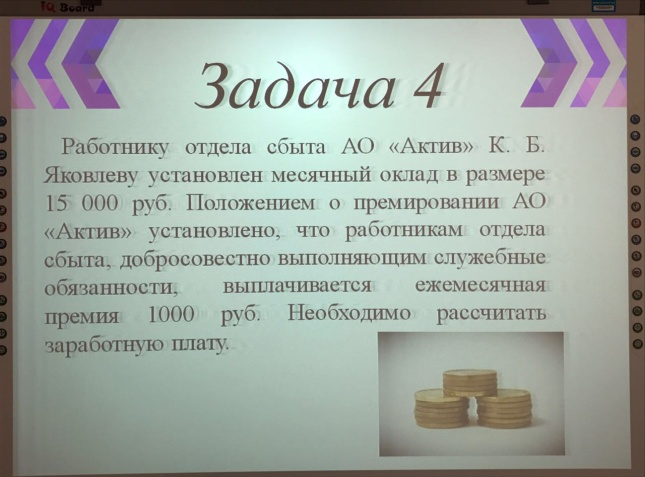 IQ Board
Задача 4
Работнику отдела сбыта АО «Актив» К. Б.
Яковлеву установлен месячный оклад в размере
15 000 руб. Положением о премировании АО
«Актив» установлено, что работникам отдела
сбыта, добросовестно выполняющим служебные
обязанности, выплачивается ежемесячная
премия 1000 руб. Необходимо рассчитать
заработную плату.